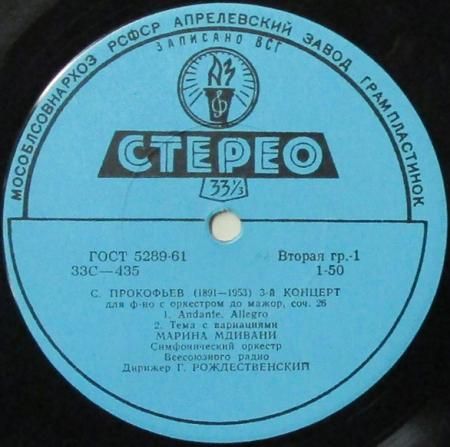 МОСОБЛСОВНАРХОЗ РСФСР АПРЕЛЕВСКИЙ ЗАВОД ГРАМПЛАСТИНОК
ЗАПИСАНО ВСГ
АЗ
СТЕРЕО
33⅓
ГОСТ 5289-61 Вторая гр.-1
33С—435 1-50
С. ПРОКОФЬЕВ (1891—1953) 3-й КОНЦЕРТ
для ф-но с оркестром до мажор, соч. 26
1. Andante. Allegro
2. Тема с вариациями
МАРИНА МДИВАНИ
Симфонический оркестр
Всесоюзного радио
Дирижер Г. РОЖДЕСТВЕНСКИЙ